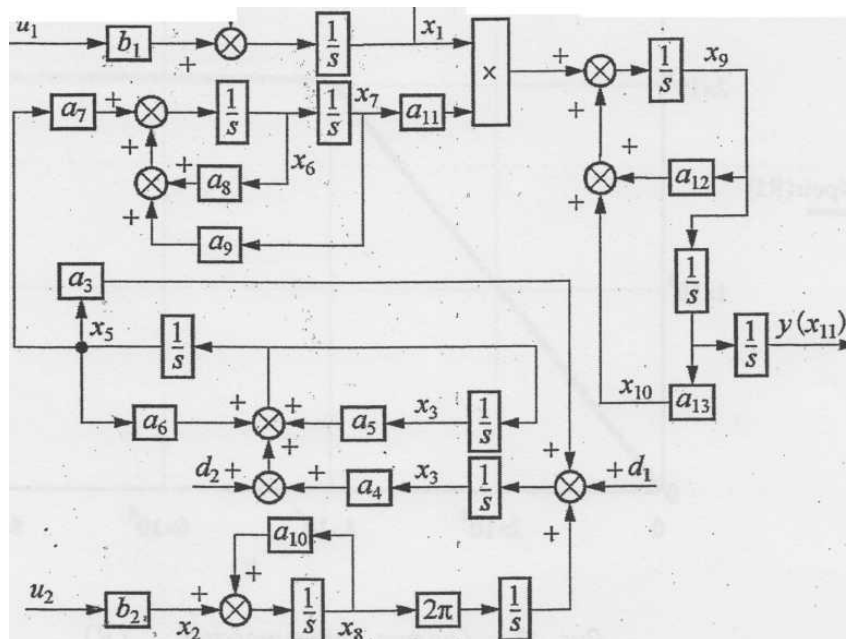 u₁ b₁ + 1/s x₁
× + 1/s x₉
a₇ + 1/s 1/s x₇ a₁₁
+ + a₈ x₆ + + a₁₂
+ a₉ +
1/s
a₃
x₅ 1/s 1/s y(x₁₁)
x₁₀ a₁₃
a₆ + + a₅ x₃ 1/s
+ +
d₂ + + a₄ x₃ 1/s + d₁
a₁₀ +
+
u₂ b₂ + 1/s 2π 1/s
x₂ x₈